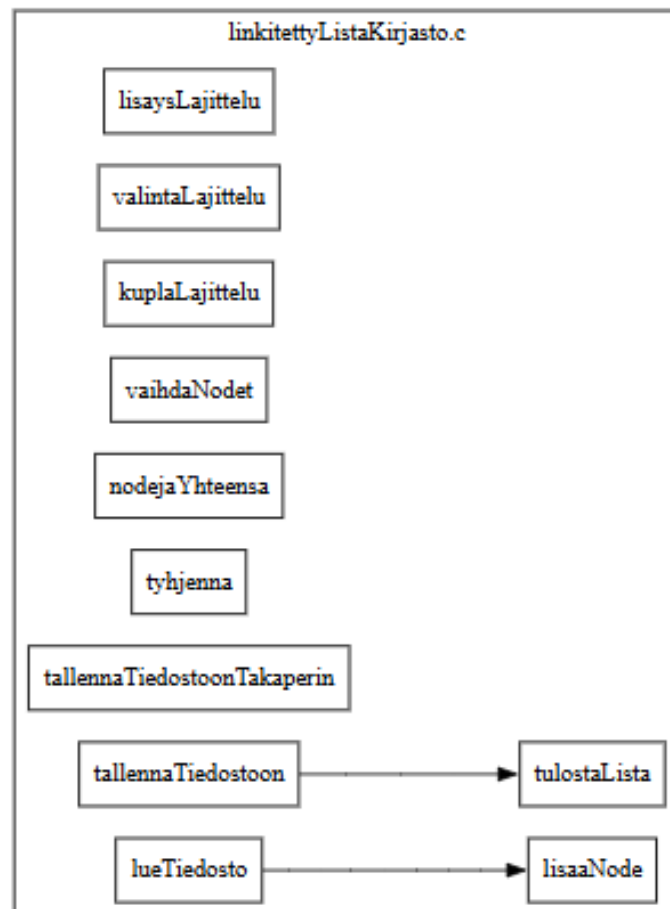 linkitettyListaKirjasto.c
lisaysLajittelu
valintaLajittelu
kuplaLajittelu
vaihdaNodet
nodejaYhteensa
tyhjenna
tallennaTiedostoonTakaperin
tallennaTiedostoon
tulostaLista
lueTiedosto
lisaaNode